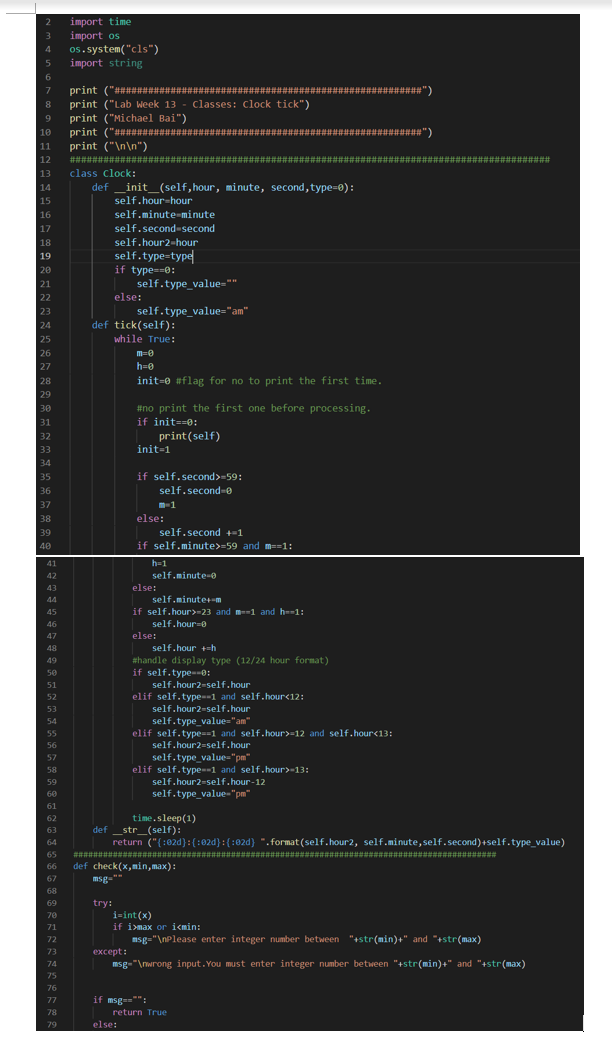 2 import time
3 import os
4 os.system("cls")
5 import string
6
7 print ("#######################################################")
8 print ("Lab Week 13 - Classes: Clock tick")
9 print ("Michael Bai")
10 print ("#######################################################")
11 print ("\n\n")
12 ######################################################################################
13 class Clock:
14 def __init__(self,hour, minute, second,type=0):
15 self.hour=hour
16 self.minute=minute
17 self.second=second
18 self.hour2=hour
19 self.type=type
20 if type==0:
21 self.type_value=""
22 else:
23 self.type_value="am"
24 def tick(self):
25 while True:
26 m=0
27 h=0
28 init=0 #flag for no to print the first time.
29
30 #no print the first one before processing.
31 if init==0:
32 print(self)
33 init=1
34
35 if self.second>=59:
36 self.second=0
37 m=1
38 else:
39 self.second +=1
40 if self.minute>=59 and m==1:
41 h=1
42 self.minute=0
43 else:
44 self.minute+=m
45 if self.hour>=23 and m==1 and h==1:
46 self.hour=0
47 else:
48 self.hour +=h
49 #handle display type (12/24 hour format)
50 if self.type==0:
51 self.hour2=self.hour
52 elif self.type==1 and self.hour<12:
53 self.hour2=self.hour
54 self.type_value="am"
55 elif self.type==1 and self.hour>=12 and self.hour<13:
56 self.hour2=self.hour
57 self.type_value="pm"
58 elif self.type==1 and self.hour>=13:
59 self.hour2=self.hour-12
60 self.type_value="pm"
61
62 time.sleep(1)
63 def __str__(self):
64 return ("{:02d}:{:02d}:{:02d} ".format(self.hour2, self.minute,self.second)+self.type_value)
65 ######################################################################################
66 def check(x,min,max):
67 msg=""
68
69 try:
70 i=int(x)
71 if i>max or i<min:
72 msg="\nPlease enter integer number between  "+str(min)+" and "+str(max)
73 except:
74 msg="\nwrong input.You must enter integer number between "+str(min)+" and "+str(max)
75
76
77 if msg=="":
78 return True
79 else: